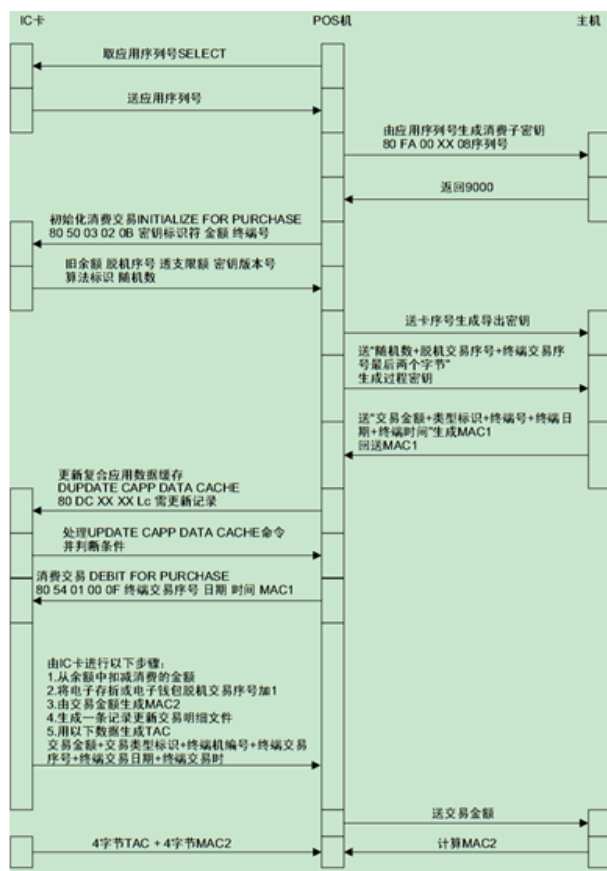 IC卡
POS机
主机
取应用序列号SELECT
送应用序列号
由应用序列号生成消费子密钥
80 FA 00 XX 08序列号
返回9000
初始化消费交易INITIALIZE FOR PURCHASE
80 50 03 02 0B 密钥标识符 金额 终端号
旧余额 脱机序号 透支限额 密钥版本号
算法标识 随机数
送卡序号生成导出密钥
送"随机数+脱机交易序号+终端交易序
号最后两个字节"
生成过程密钥
送"交易金额+类型标识+终端号+终端日
期+终端时间"生成MAC1
回送MAC1
更新复合应用数据缓存
DUPDATE CAPP DATA CACHE
80 DC XX XX Lc 需更新记录
处理UPDATE CAPP DATA CACHE命令
并判断条件
消费交易 DEBIT FOR PURCHASE
80 54 01 00 0F 终端交易序号 日期 时间 MAC1
由IC卡进行以下步骤：
1.从余额中扣减消费的金额
2.将电子存折或电子钱包脱机交易序号加1
3.由交易金额生成MAC2
4.生成一条记录更新交易明细文件
5.用以下数据生成TAC
交易金额+交易类型标识+终端机编号+终端交易
序号+终端交易日期+终端交易时
送交易金额
4字节TAC + 4字节MAC2
计算MAC2